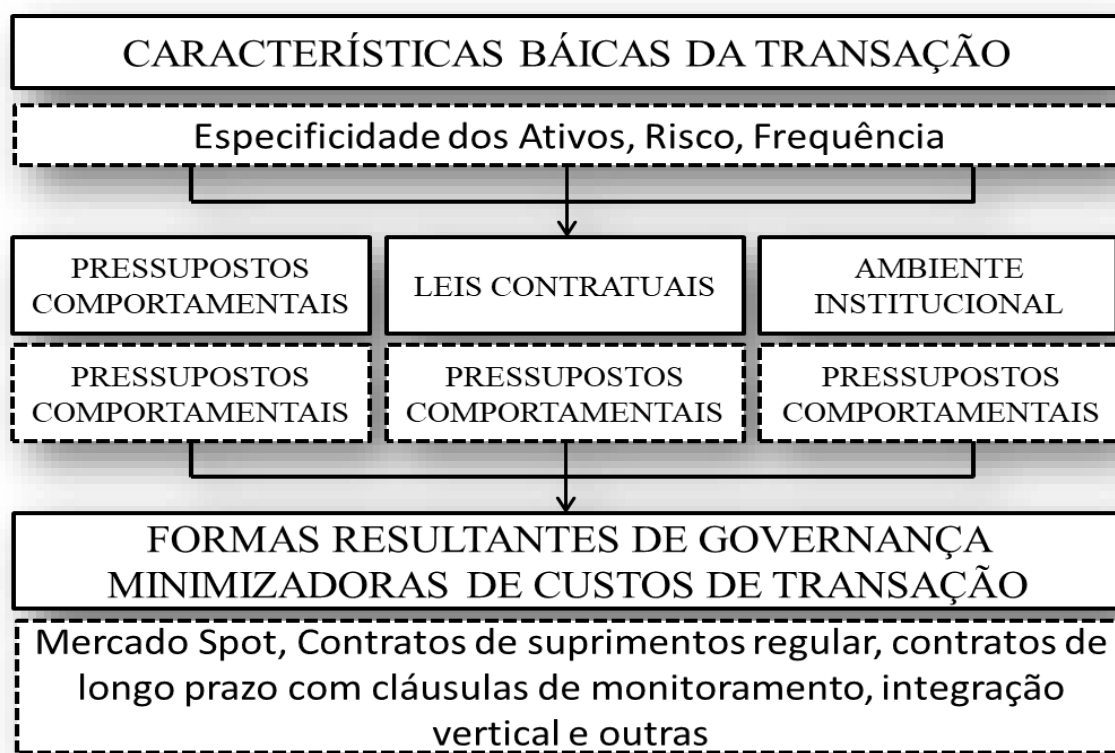 CARACTERÍSTICAS BÁICAS DA TRANSAÇÃO
Especificidade dos Ativos, Risco, Frequência
PRESSUPOSTOS
COMPORTAMENTAIS
LEIS CONTRATUAIS
AMBIENTE
INSTITUCIONAL
PRESSUPOSTOS
COMPORTAMENTAIS
PRESSUPOSTOS
COMPORTAMENTAIS
PRESSUPOSTOS
COMPORTAMENTAIS
FORMAS RESULTANTES DE GOVERNANÇA
MINIMIZADORAS DE CUSTOS DE TRANSAÇÃO
Mercado Spot, Contratos de suprimentos regular, contratos de
longo prazo com cláusulas de monitoramento, integração
vertical e outras